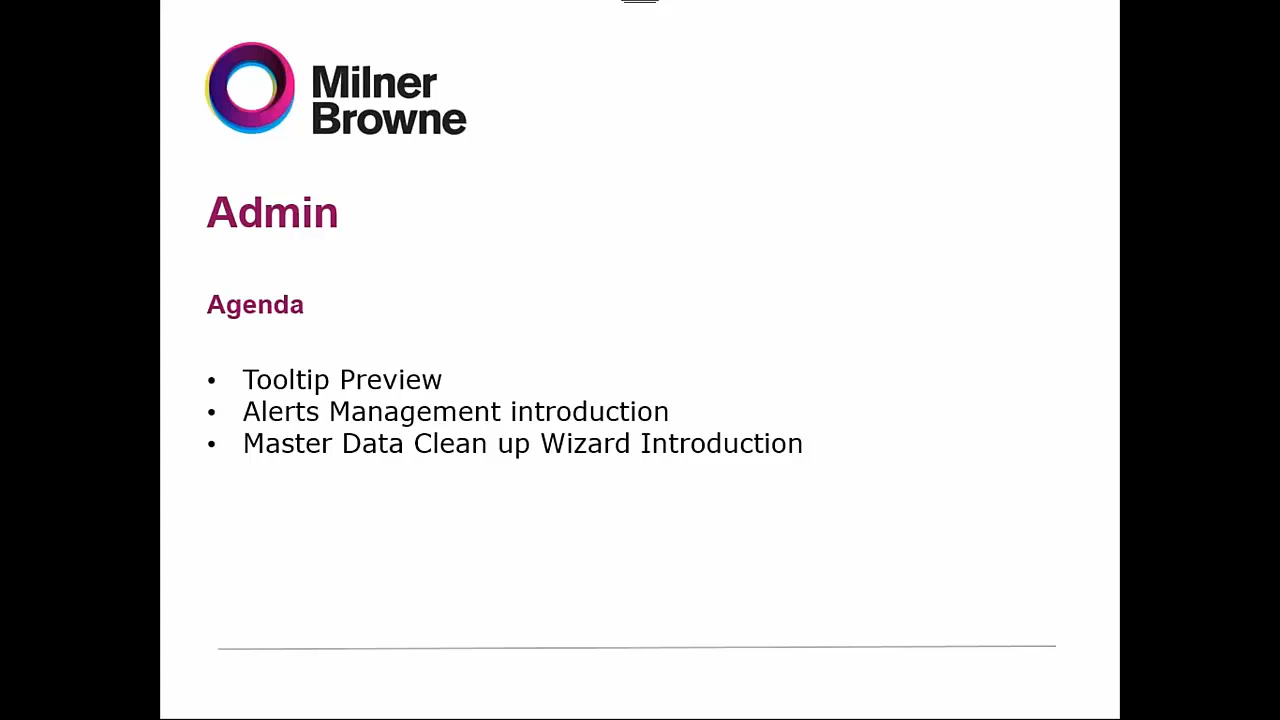 Milner
Browne
Admin
Agenda
• Tooltip Preview
• Alerts Management introduction
• Master Data Clean up Wizard Introduction